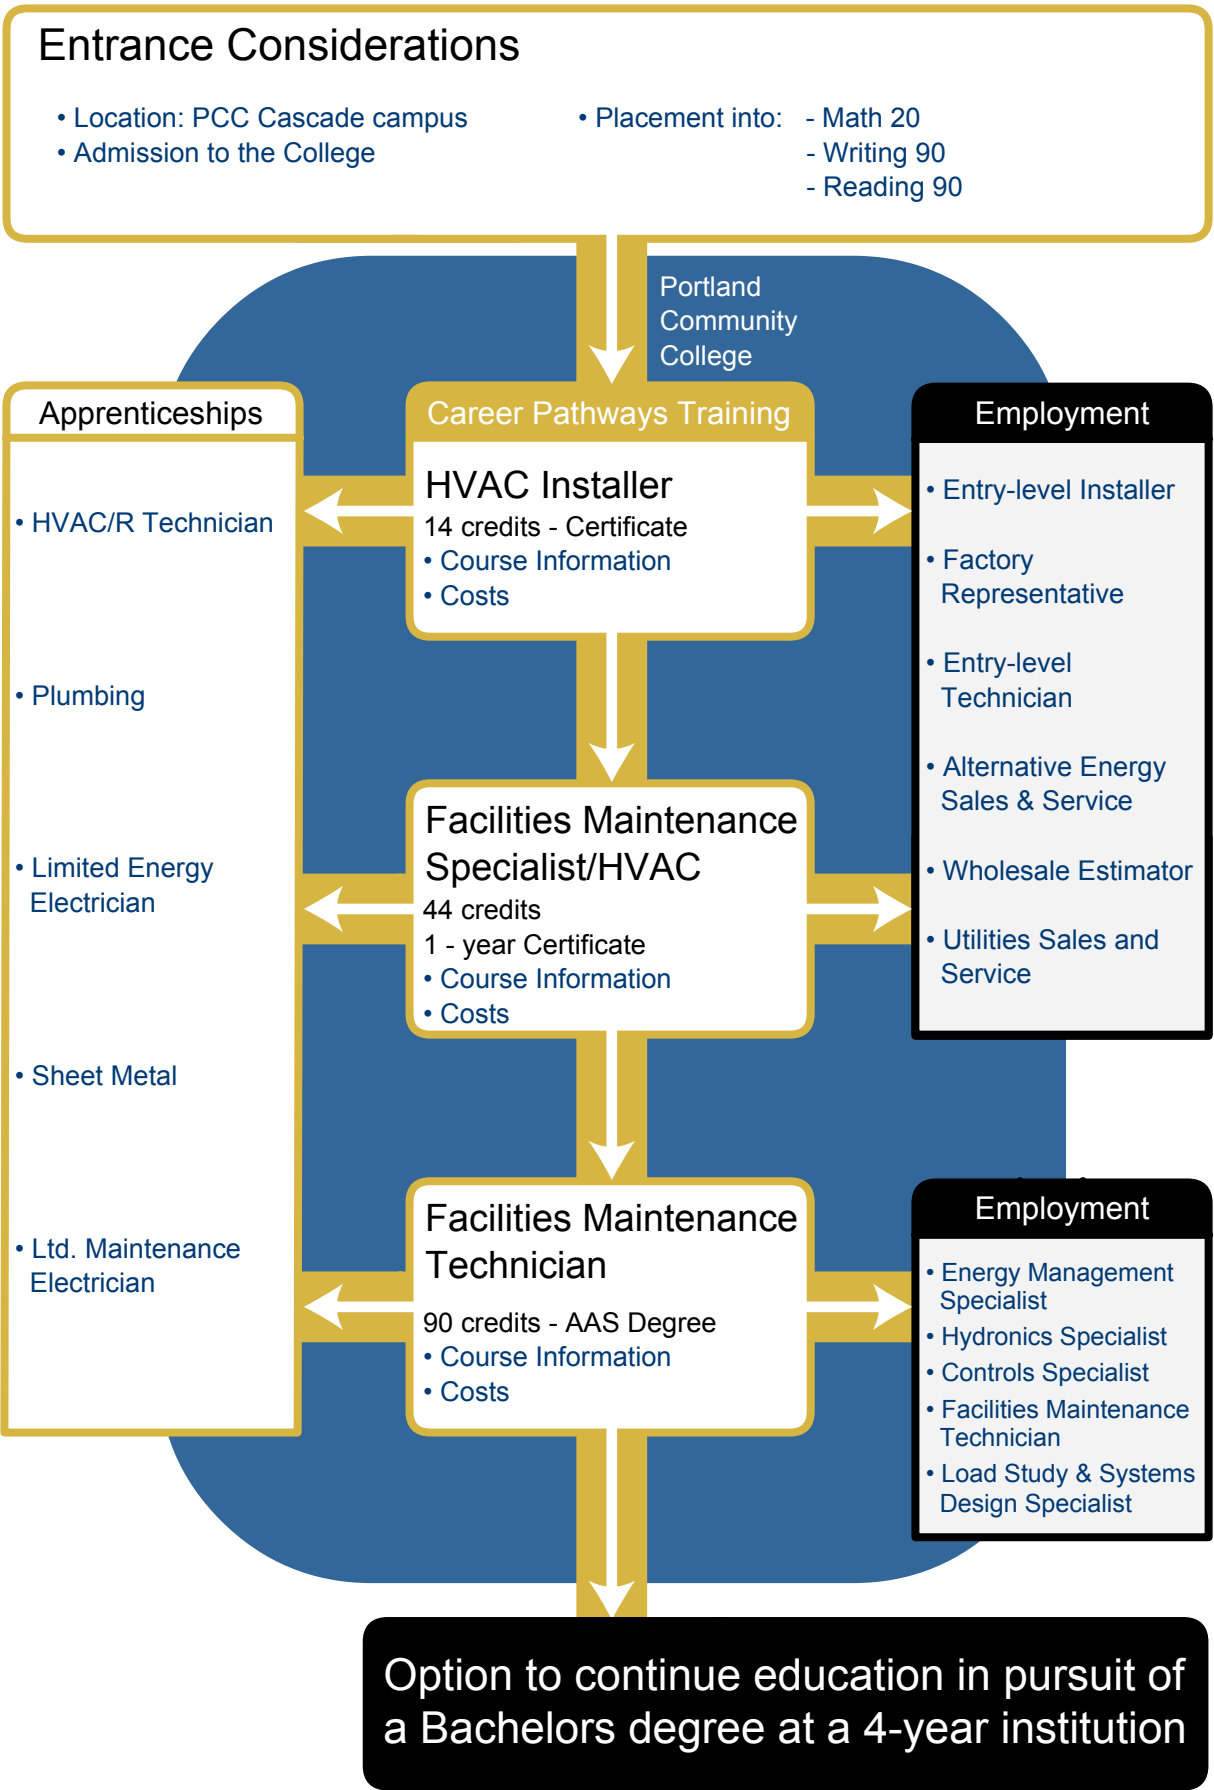 Entrance Considerations
• Location: PCC Cascade campus
• Admission to the College
• Placement into: - Math 20
- Writing 90
- Reading 90
Portland
Community
College
Apprenticeships
• HVAC/R Technician
• Plumbing
• Limited Energy
Electrician
• Sheet Metal
• Ltd. Maintenance
Electrician
Career Pathways Training
HVAC Installer
14 credits - Certificate
• Course Information
• Costs
Facilities Maintenance
Specialist/HVAC
44 credits
1 - year Certificate
• Course Information
• Costs
Facilities Maintenance
Technician
90 credits - AAS Degree
• Course Information
• Costs
Employment
• Entry-level Installer
• Factory
Representative
• Entry-level
Technician
• Alternative Energy
Sales & Service
• Wholesale Estimator
• Utilities Sales and
Service
Employment
• Energy Management
Specialist
• Hydronics Specialist
• Controls Specialist
• Facilities Maintenance
Technician
• Load Study & Systems
Design Specialist
Option to continue education in pursuit of
a Bachelors degree at a 4-year institution